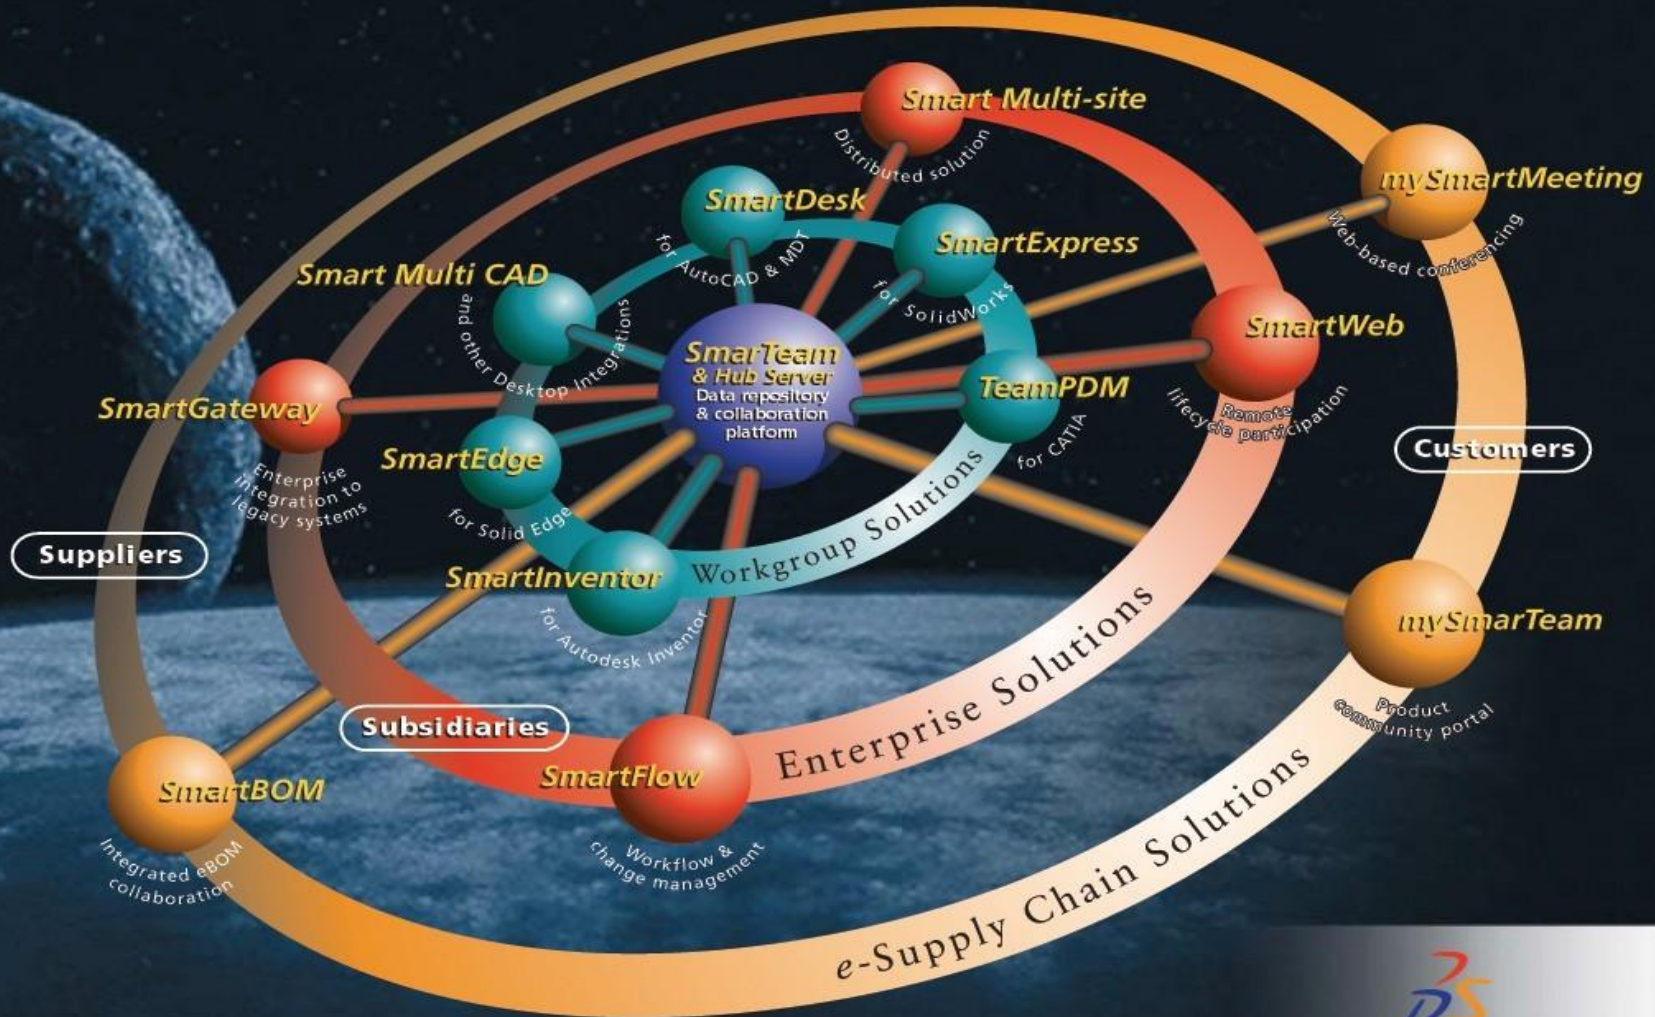 Smart Multi-site
Distributed solution
mySmartMeeting
Web-based conferencing
SmartDesk
for AutoCAD & MDT
SmartExpress
for SolidWorks
Smart Multi CAD
and other Desktop Integrations
SmartWeb
Remote
lifecycle participation
SmarTeam
& Hub Server
Data repository
& collaboration
platform
TeamPDM
for CATIA
SmartGateway
Enterprise
integration to
legacy systems
SmartEdge
for Solid Edge
Customers
Suppliers
SmartInventor
for Autodesk Inventor
Workgroup Solutions
mySmarTeam
Product
community portal
Subsidiaries
SmartFlow
Workflow &
change management
Enterprise Solutions
SmartBOM
Integrated eBOM
collaboration
e-Supply Chain Solutions